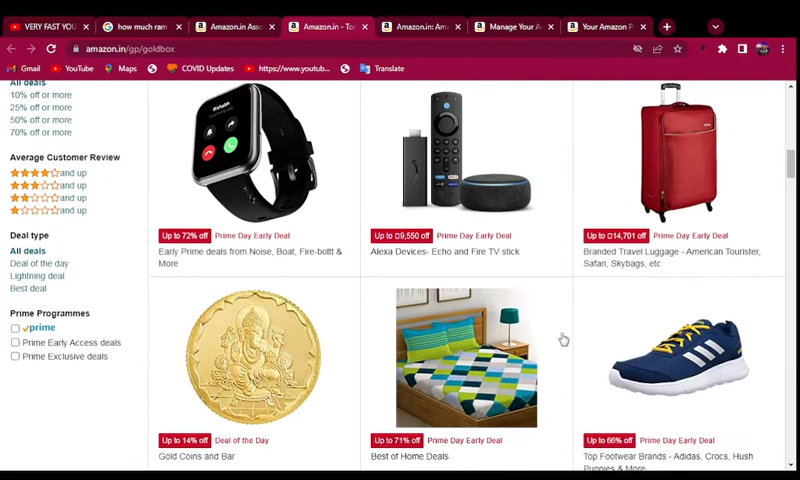 VERY FAST YOU
how much ram
Amazon.in Asso
Amazon.in - To
Amazon.in: Am
Manage Your A
Your Amazon P
amazon.in/gp/goldbox
Gmail
YouTube
Maps
COVID Updates
https://www.youtub...
Translate
All deals
10% off or more
25% off or more
50% off or more
70% off or more
Average Customer Review
and up
and up
and up
and up
Deal type
All deals
Deal of the day
Lightning deal
Best deal
Prime Programmes
prime
Prime Early Access deals
Prime Exclusive deals
Up to 72% off Prime Day Early Deal
Early Prime deals from Noise, Boat, Fire-boltt & More
Up to □9,550 off Prime Day Early Deal
Alexa Devices- Echo and Fire TV stick
Up to □14,701 off Prime Day Early Deal
Branded Travel Luggage - American Tourister,
Safari, Skybags, etc
Up to 14% off Deal of the Day
Gold Coins and Bar
Up to 71% off Prime Day Early Deal
Best of Home Deals
Up to 66% off Prime Day Early Deal
Top Footwear Brands - Adidas, Crocs, Hush
Puppies & More